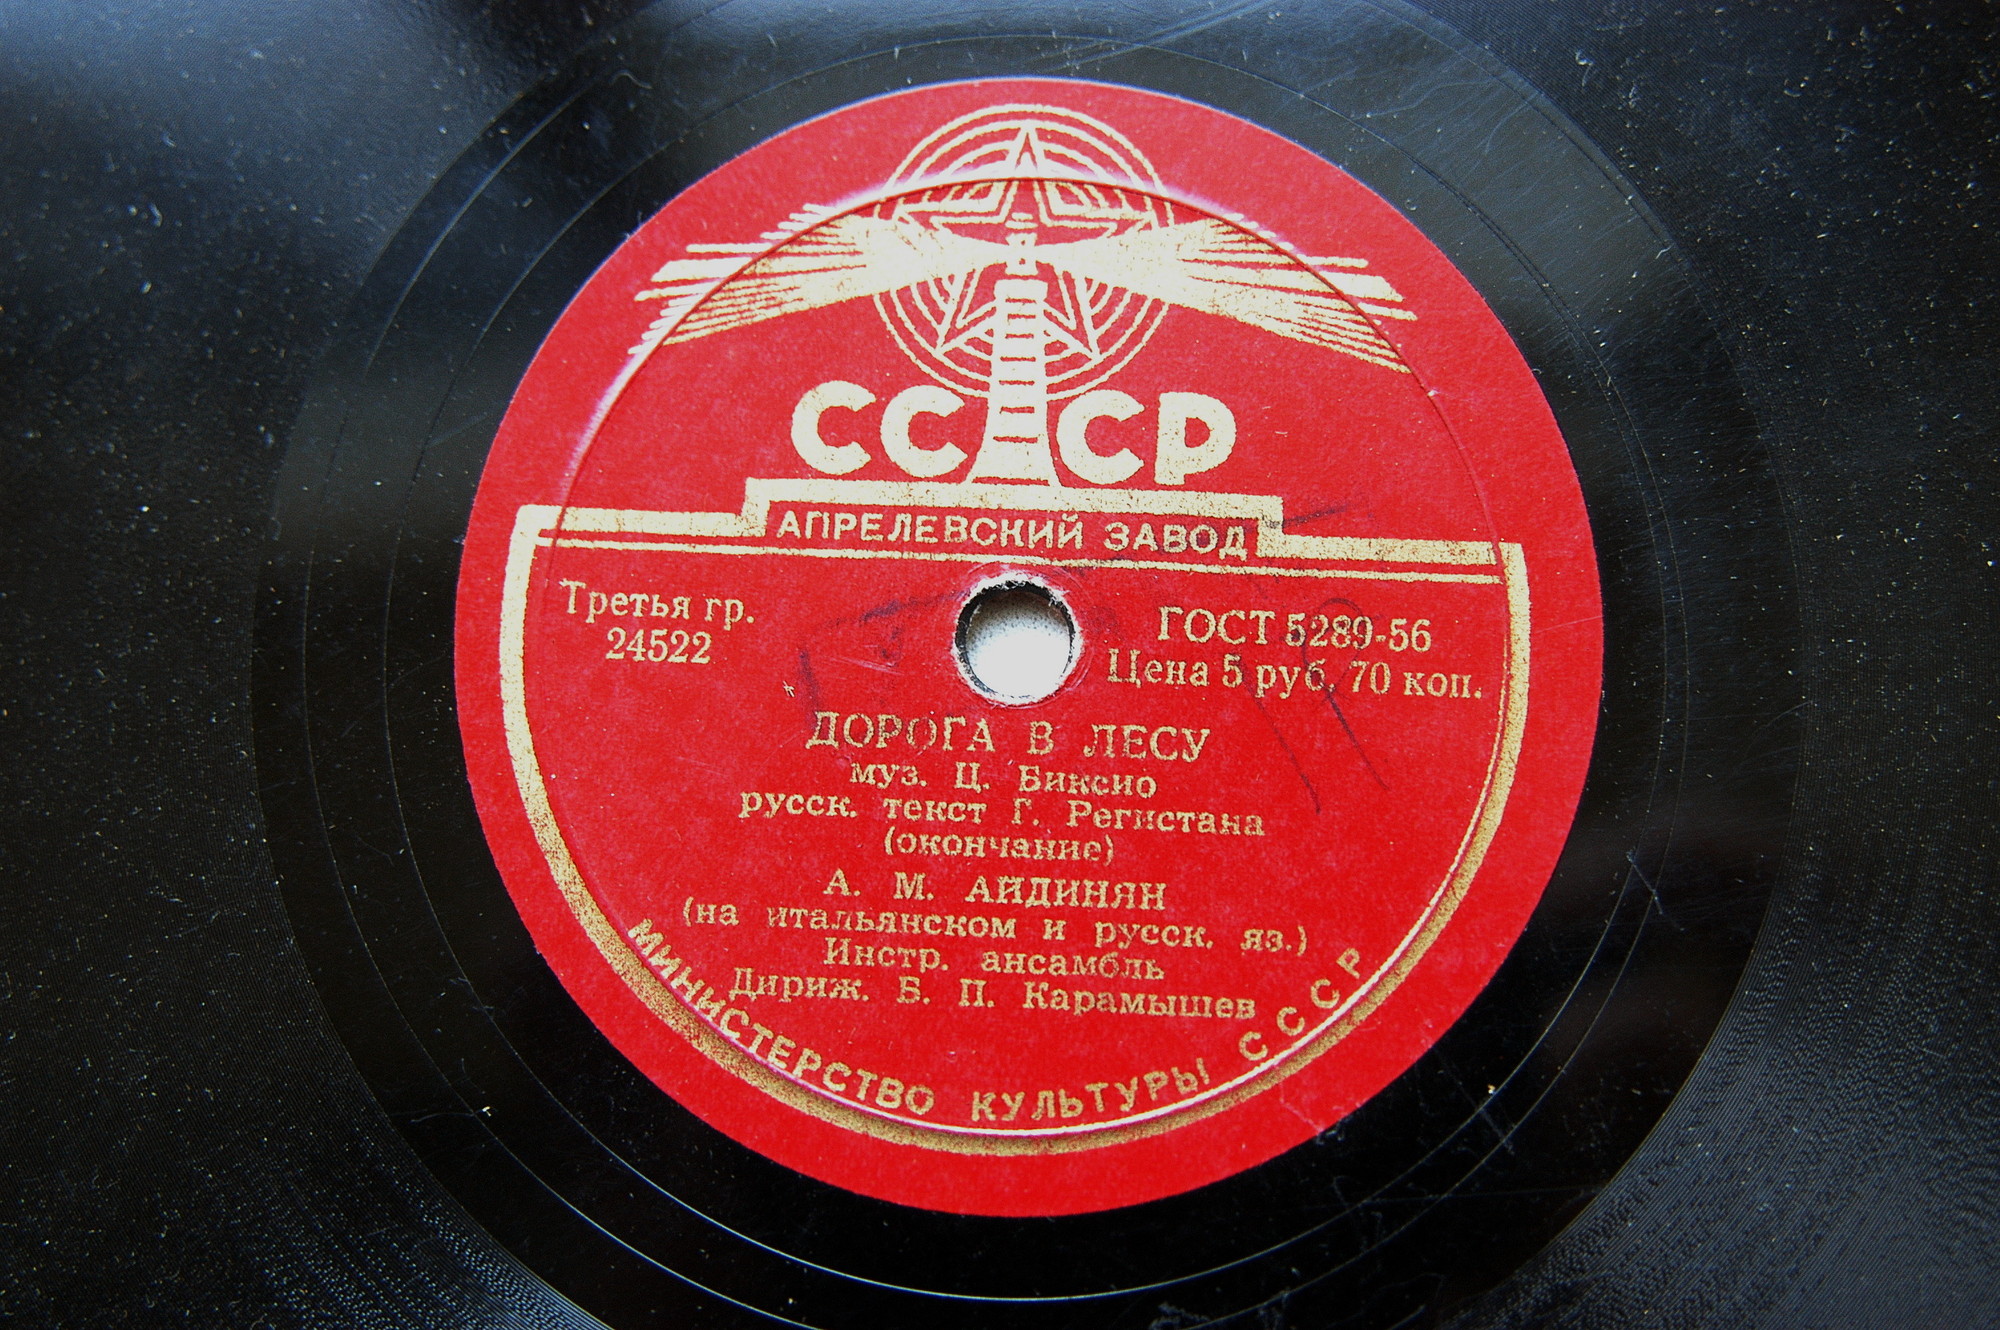 СССР
АПРЕЛЕВСКИЙ ЗАВОД
Третья гр.
24522
ГОСТ 5289-56
Цена 5 руб. 70 коп.
ДОРОГА В ЛЕСУ
муз. Ц. Биксио
русск. текст Г. Регистана
(окончание)
А. М. АЙДИНЯН
(на итальянском и русск. яз.)
Инстр. ансамбль
Дириж. Б. П. Карамышев
МИНИСТЕРСТВО КУЛЬТУРЫ СССР